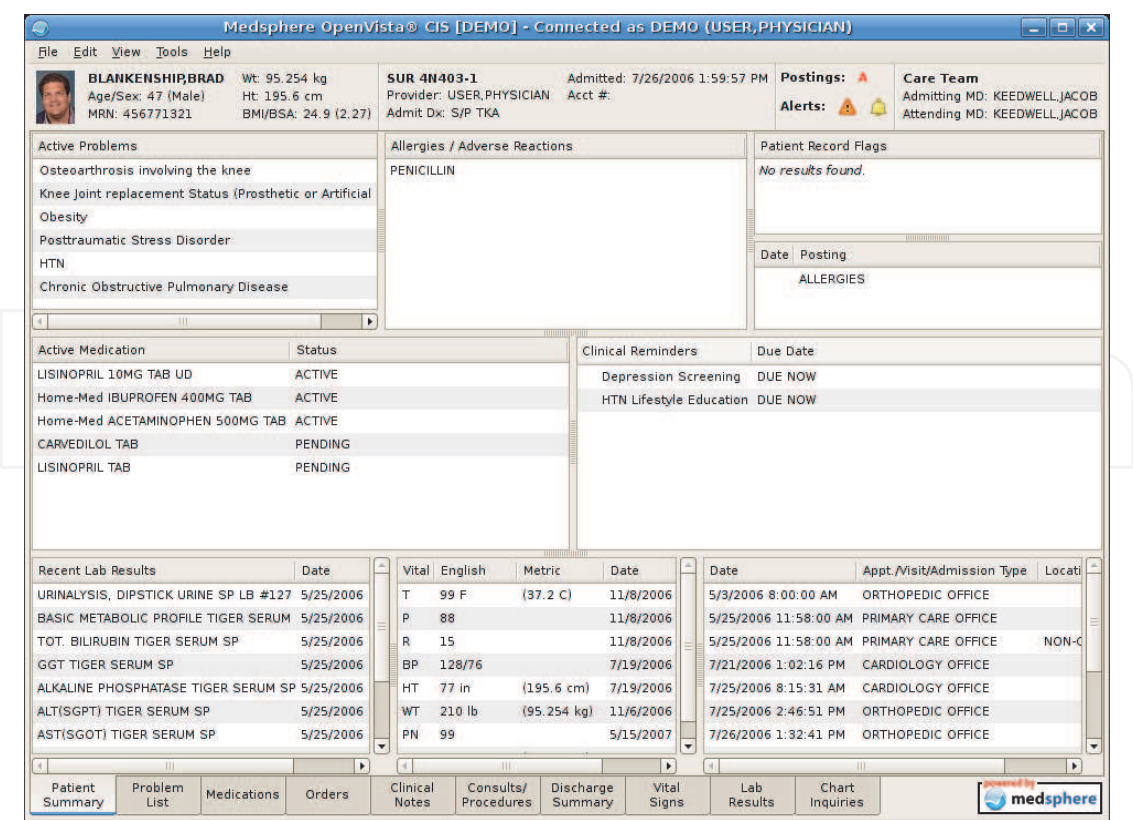 Medsphere OpenVista® CIS [DEMO] - Connected as DEMO (USER,PHYSICIAN)
File Edit View Tools Help
BLANKENSHIP,BRAD
Age/Sex: 47 (Male)
MRN: 456771321
Wt: 95.254 kg
Ht: 195.6 cm
BMI/BSA: 24.9 (2.27)
SUR 4N403-1
Provider: USER,PHYSICIAN
Admit Dx: S/P TKA
Admitted: 7/26/2006 1:59:57 PM
Acct #:
Postings: A
Alerts:
Care Team
Admitting MD: KEEDWELL,JACOB
Attending MD: KEEDWELL,JACOB
Active Problems
Osteoarthrosis involving the knee
Knee Joint replacement Status (Prosthetic or Artificial
Obesity
Posttraumatic Stress Disorder
HTN
Chronic Obstructive Pulmonary Disease
Allergies / Adverse Reactions
PENICILLIN
Patient Record Flags
No results found.
Date Posting
ALLERGIES
Active Medication Status
LISINOPRIL 10MG TAB UD ACTIVE
Home-Med IBUPROFEN 400MG TAB ACTIVE
Home-Med ACETAMINOPHEN 500MG TAB ACTIVE
CARVEDILOL TAB PENDING
LISINOPRIL TAB PENDING
Clinical Reminders Due Date
Depression Screening DUE NOW
HTN Lifestyle Education DUE NOW
Recent Lab Results Date
URINALYSIS, DIPSTICK URINE SP LB #127 5/25/2006
BASIC METABOLIC PROFILE TIGER SERUM 5/25/2006
TOT. BILIRUBIN TIGER SERUM SP 5/25/2006
GGT TIGER SERUM SP 5/25/2006
ALKALINE PHOSPHATASE TIGER SERUM SP 5/25/2006
ALT(SGPT) TIGER SERUM SP 5/25/2006
AST(SGOT) TIGER SERUM SP 5/25/2006
Vital English Metric Date
T 99 F (37.2 C) 11/8/2006
P 88 11/8/2006
R 15 11/8/2006
BP 128/76 7/19/2006
HT 77 in (195.6 cm) 7/19/2006
WT 210 lb (95.254 kg) 11/6/2006
PN 99 5/15/2007
Date Appt./Visit/Admission Type Locati
5/3/2006 8:00:00 AM ORTHOPEDIC OFFICE
5/25/2006 11:58:00 AM PRIMARY CARE OFFICE
5/25/2006 11:58:00 AM PRIMARY CARE OFFICE NON-C
7/21/2006 1:02:16 PM CARDIOLOGY OFFICE
7/25/2006 8:15:31 AM CARDIOLOGY OFFICE
7/25/2006 2:46:51 PM ORTHOPEDIC OFFICE
7/26/2006 1:32:41 PM ORTHOPEDIC OFFICE
Patient Summary
Problem List
Medications
Orders
Clinical Notes
Consults/ Procedures
Discharge Summary
Vital Signs
Lab Results
Chart Inquiries
powered by
medsphere